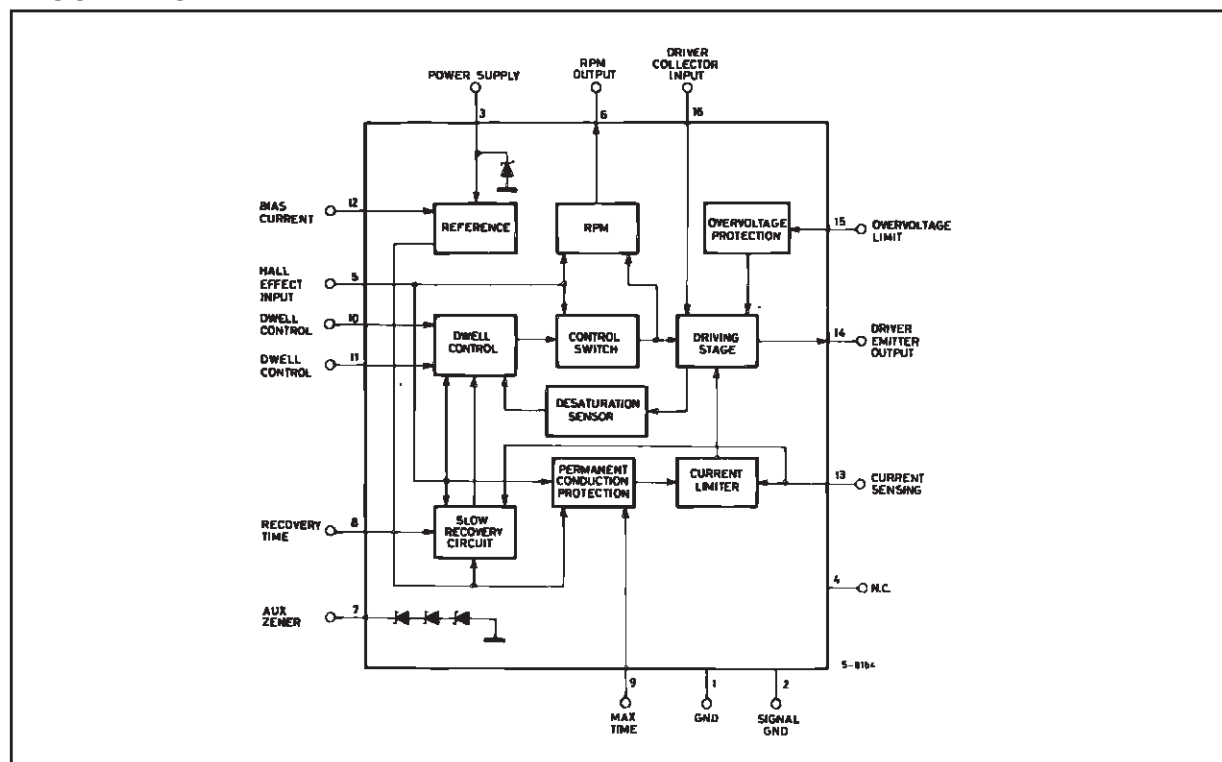 DRIVER
COLLECTOR
INPUT
RPM
OUTPUT
POWER SUPPLY
3
6
16
BIAS
CURRENT
12
REFERENCE
RPM
OVERVOLTAGE
PROTECTION
15
OVERVOLTAGE
LIMIT
HALL
EFFECT
INPUT
5
DWELL
CONTROL
10
DWELL
CONTROL
11
DWELL
CONTROL
CONTROL
SWITCH
DRIVING
STAGE
14
DRIVER
EMITTER
OUTPUT
DESATURATION
SENSOR
PERMANENT
CONDUCTION
PROTECTION
CURRENT
LIMITER
13
CURRENT
SENSING
RECOVERY
TIME
8
SLOW
RECOVERY
CIRCUIT
4
N.C.
AUX
ZENER
7
S-8164
9
1
2
MAX
TIME
GND
SIGNAL
GND